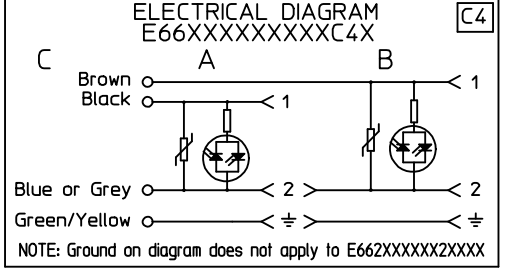 ELECTRICAL DIAGRAM
E66XXXXXXXXXC4X
C4
C A B
Brown 1
Black 1
Blue or Grey 2 2
Green/Yellow
NOTE: Ground on diagram does not apply to E662XXXXXX2XXXX